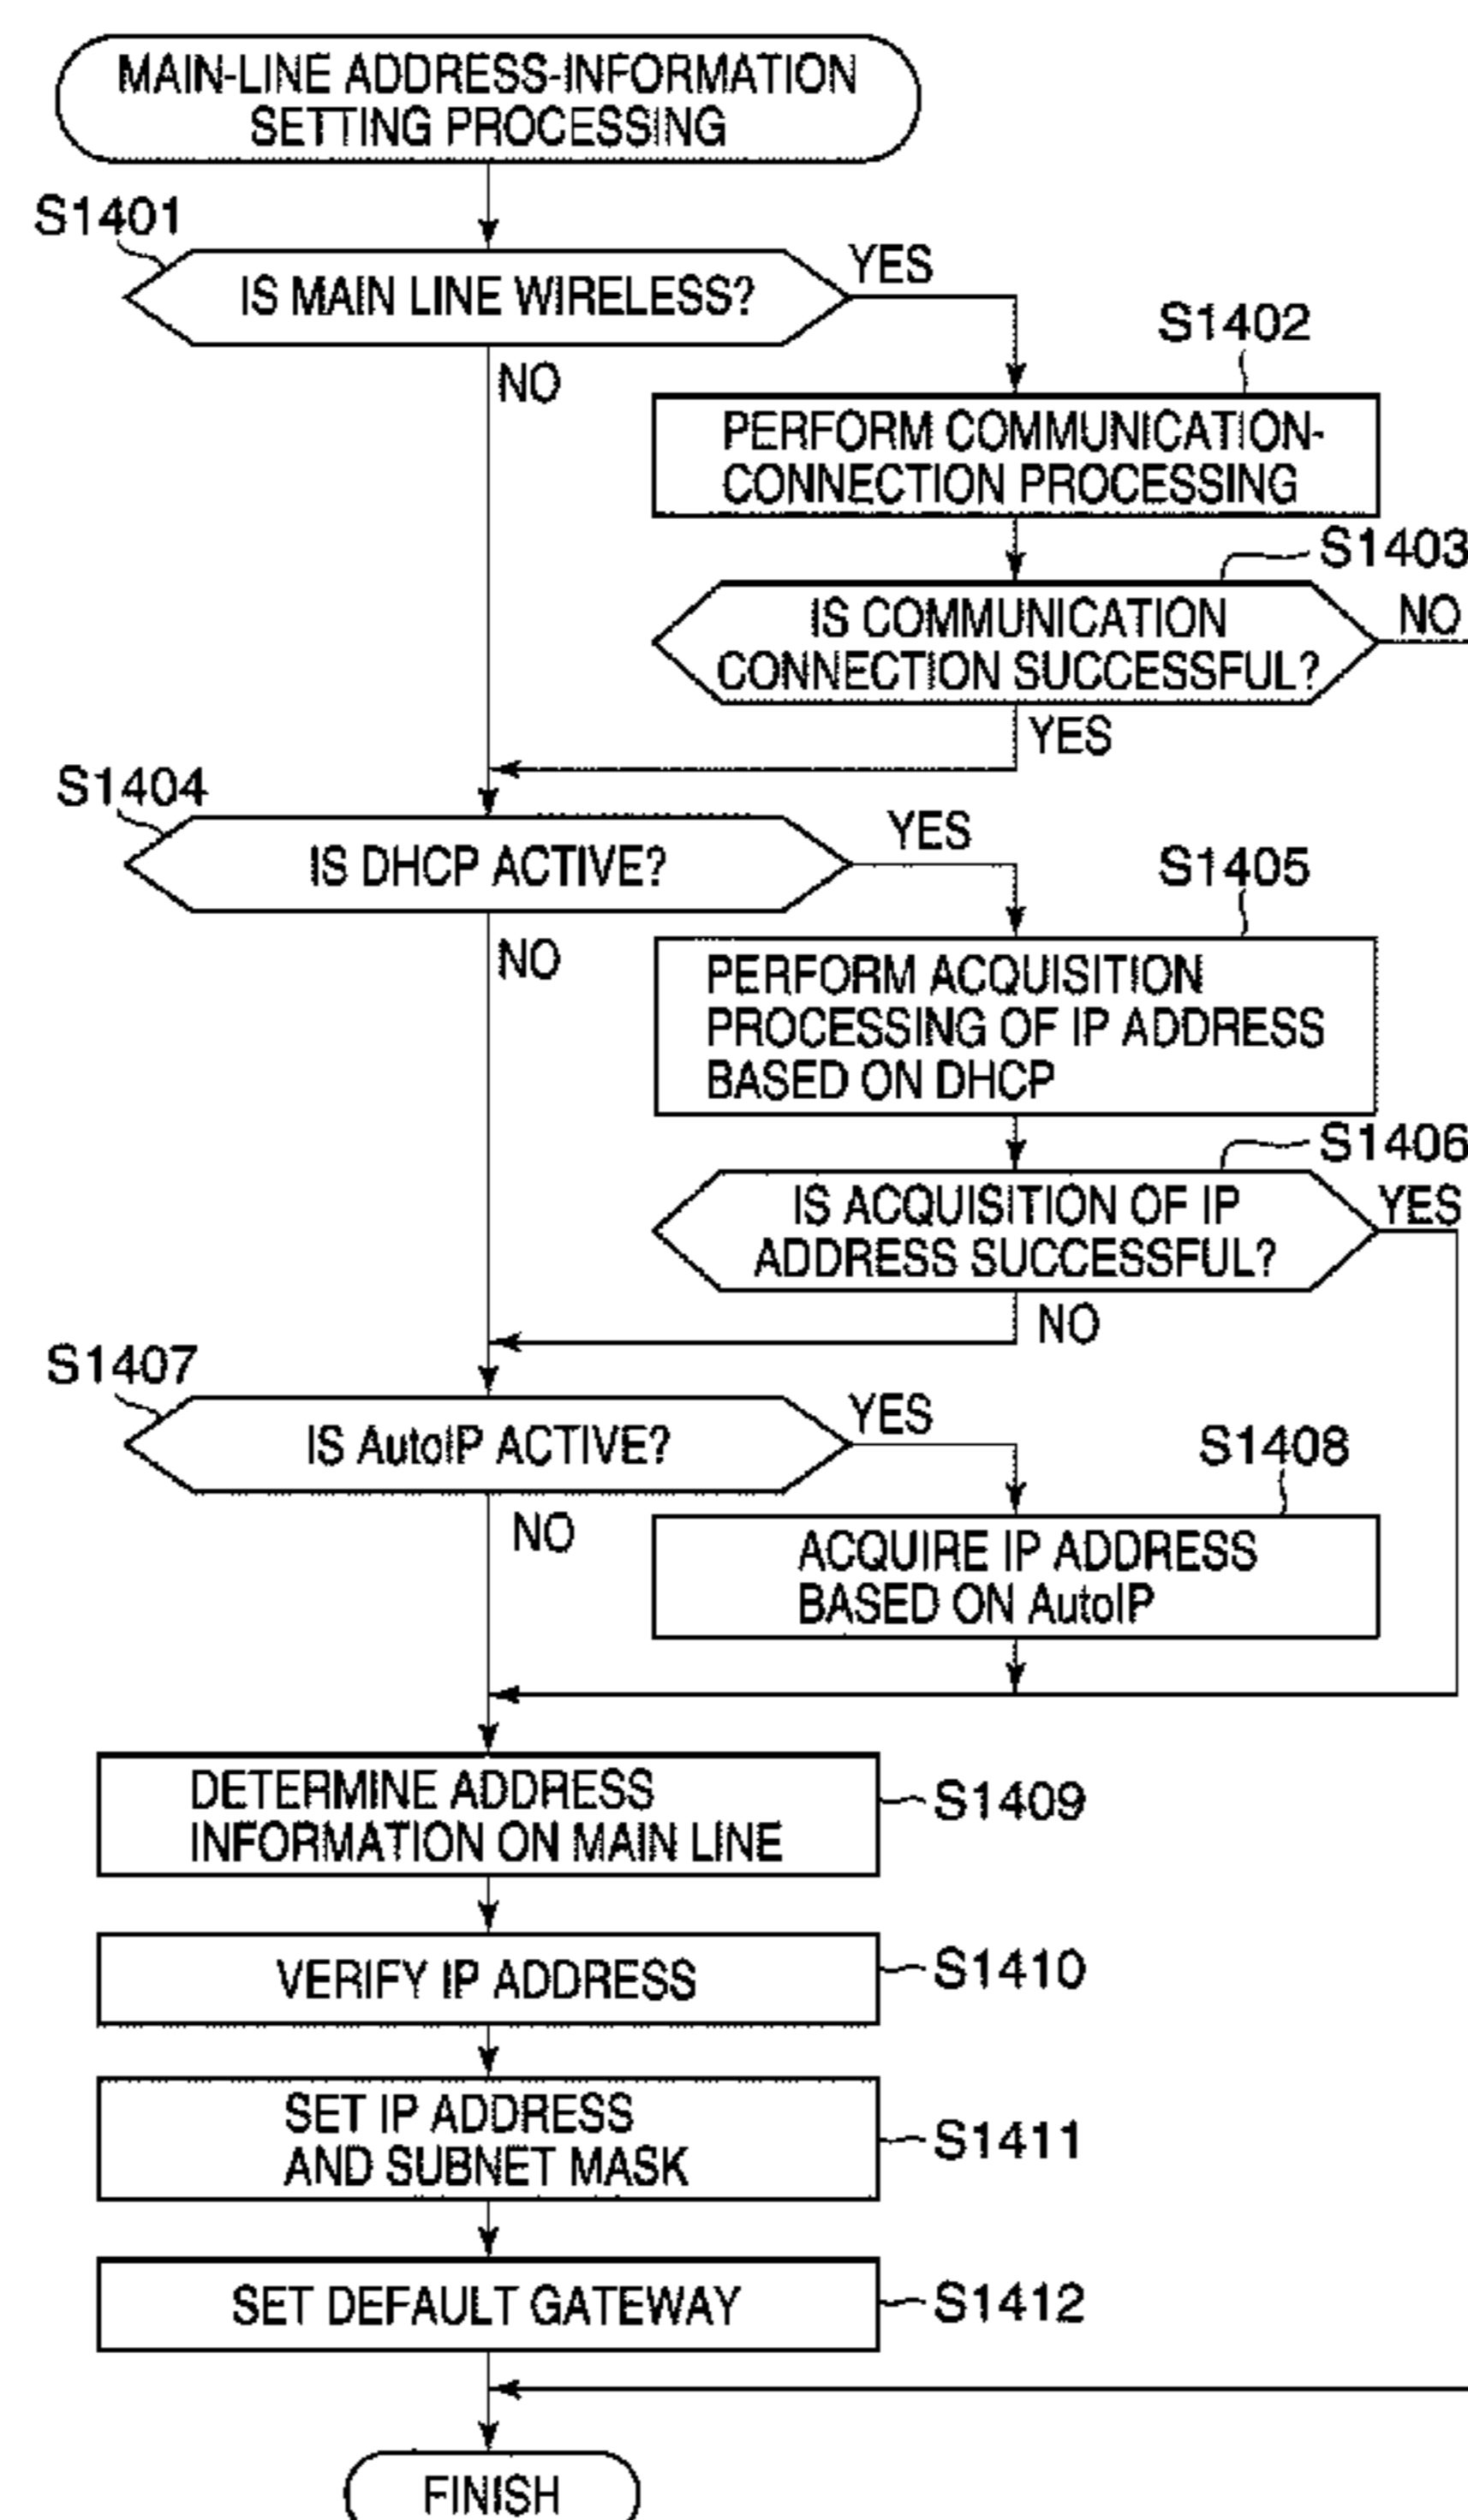 MAIN-LINE ADDRESS-INFORMATION
SETTING PROCESSING
S1401
IS MAIN LINE WIRELESS?
YES
NO
S1402
PERFORM COMMUNICATION-
CONNECTION PROCESSING
S1403
IS COMMUNICATION
CONNECTION SUCCESSFUL?
NO
YES
S1404
IS DHCP ACTIVE?
YES
NO
S1405
PERFORM ACQUISITION
PROCESSING OF IP ADDRESS
BASED ON DHCP
S1406
IS ACQUISITION OF IP
ADDRESS SUCCESSFUL?
YES
NO
S1407
IS AutoIP ACTIVE?
YES
NO
S1408
ACQUIRE IP ADDRESS
BASED ON AutoIP
DETERMINE ADDRESS
INFORMATION ON MAIN LINE
S1409
VERIFY IP ADDRESS
S1410
SET IP ADDRESS
AND SUBNET MASK
S1411
SET DEFAULT GATEWAY
S1412
FINISH